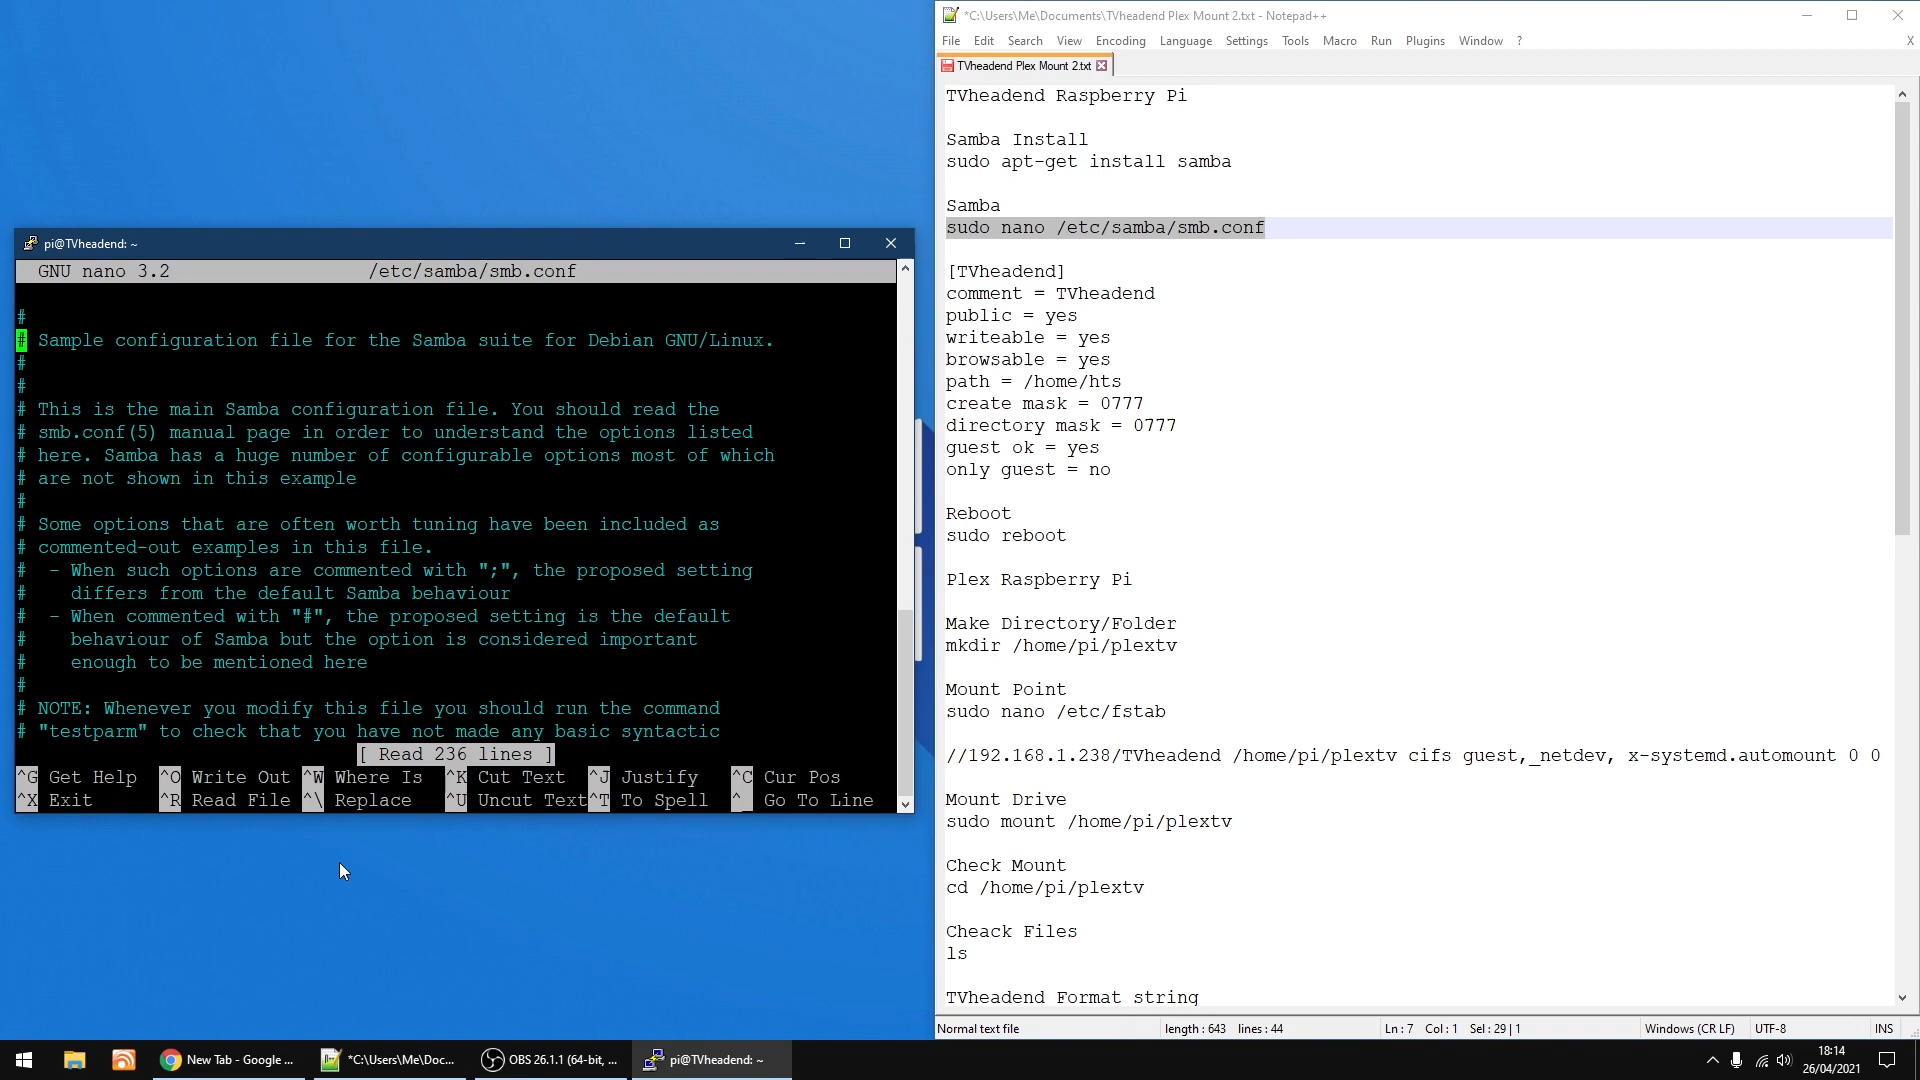 pi@TVheadend: ~
GNU nano 3.2 /etc/samba/smb.conf
#
# Sample configuration file for the Samba suite for Debian GNU/Linux.
#
#
# This is the main Samba configuration file. You should read the
# smb.conf(5) manual page in order to understand the options listed
# here. Samba has a huge number of configurable options most of which
# are not shown in this example
#
# Some options that are often worth tuning have been included as
# commented-out examples in this file.
# - When such options are commented with ";", the proposed setting
# differs from the default Samba behaviour
# - When commented with "#", the proposed setting is the default
# behaviour of Samba but the option is considered important
# enough to be mentioned here
#
# NOTE: Whenever you modify this file you should run the command
# "testparm" to check that you have not made any basic syntactic
[ Read 236 lines ]
^G Get Help ^O Write Out ^W Where Is ^K Cut Text ^J Justify ^C Cur Pos
^X Exit ^R Read File ^\ Replace ^U Uncut Text ^T To Spell ^_ Go To Line
*C:\Users\Me\Documents\TVheadend Plex Mount 2.txt - Notepad++
File Edit Search View Encoding Language Settings Tools Macro Run Plugins Window ? X
TVheadend Plex Mount 2.txt
TVheadend Raspberry Pi
Samba Install
sudo apt-get install samba
Samba
sudo nano /etc/samba/smb.conf
[TVheadend]
comment = TVheadend
public = yes
writeable = yes
browsable = yes
path = /home/hts
create mask = 0777
directory mask = 0777
guest ok = yes
only guest = no
Reboot
sudo reboot
Plex Raspberry Pi
Make Directory/Folder
mkdir /home/pi/plextv
Mount Point
sudo nano /etc/fstab
//192.168.1.238/TVheadend /home/pi/plextv cifs guest,_netdev, x-systemd.automount 0 0
Mount Drive
sudo mount /home/pi/plextv
Check Mount
cd /home/pi/plextv
Cheack Files
ls
TVheadend Format string
Normal text file length : 643 lines : 44 Ln : 7 Col : 1 Sel : 29 | 1 Windows (CR LF) UTF-8 INS
New Tab - Google ... *C:\Users\Me\Doc... OBS 26.1.1 (64-bit, ... pi@TVheadend: ~
18:14
26/04/2021